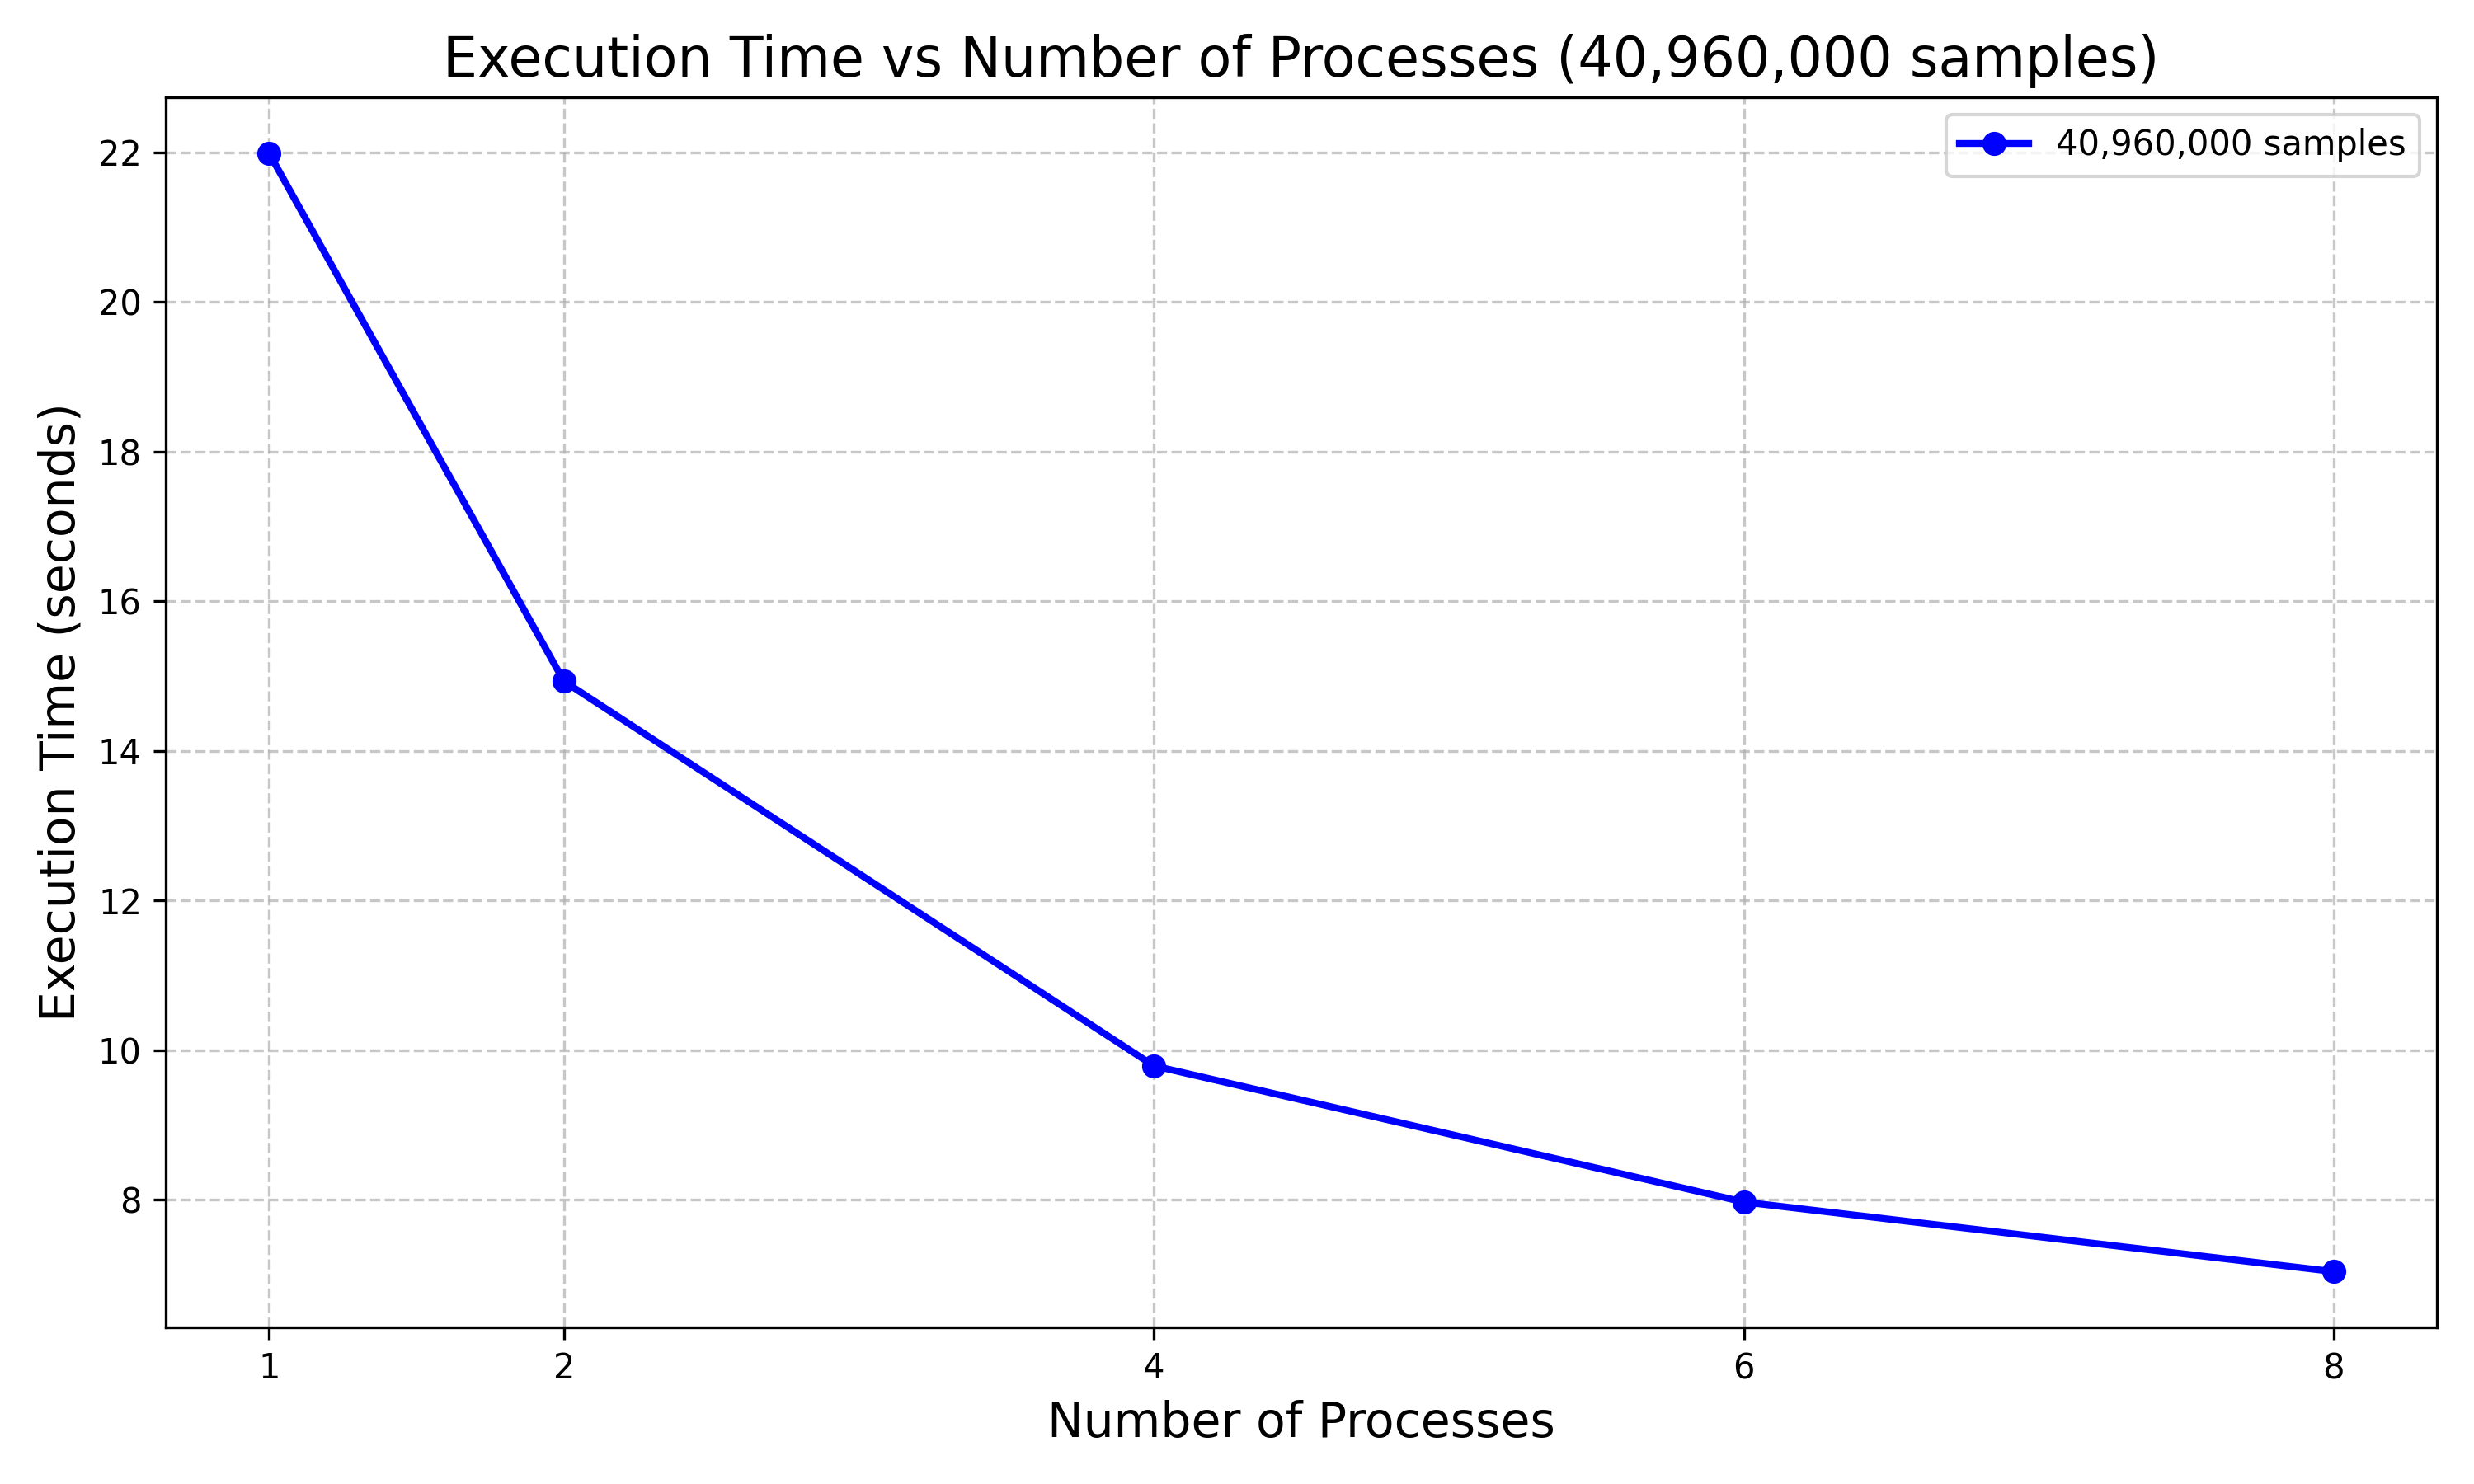 Execution Time vs Number of Processes (40,960,000 samples)
40,960,000 samples
Execution Time (seconds)
22
20
18
16
14
12
10
8
1 2 4 6 8
Number of Processes